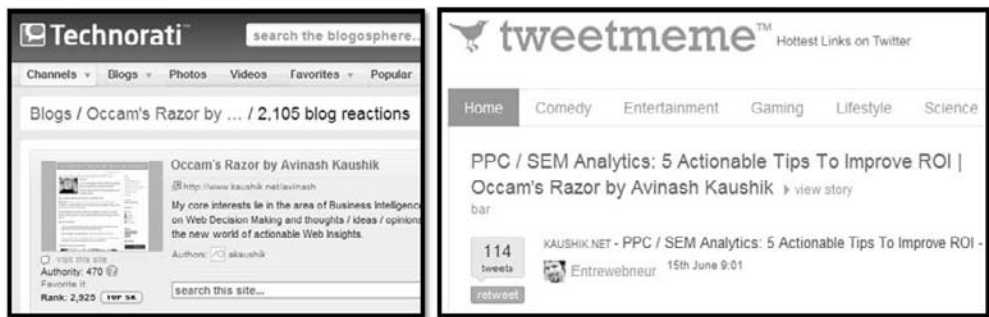 Technorati™
search the blogosphere..
Channels Blogs Photos Videos Favorites Popular
Blogs / Occam's Razor by ... / 2,105 blog reactions
Occam's Razor by Avinash Kaushik
http://www.kaushik.net/avinash
My core interests lie in the area of Business Intelligence
on Web Decision Making and thoughts / ideas / opinions
the new world of actionable Web Insights.
Author: akaushik
visit this site
Authority: 470
Favorite it
Rank: 2,925 TOP 5K
search this site...
tweetmeme™ Hottest Links on Twitter
Home Comedy Entertainment Gaming Lifestyle Science
PPC / SEM Analytics: 5 Actionable Tips To Improve ROI |
Occam's Razor by Avinash Kaushik view story
bar
114
tweets
retweet
KAUSHIK.NET - PPC / SEM Analytics: 5 Actionable Tips To Improve ROI -
Entrewebneur 15th June 9:01